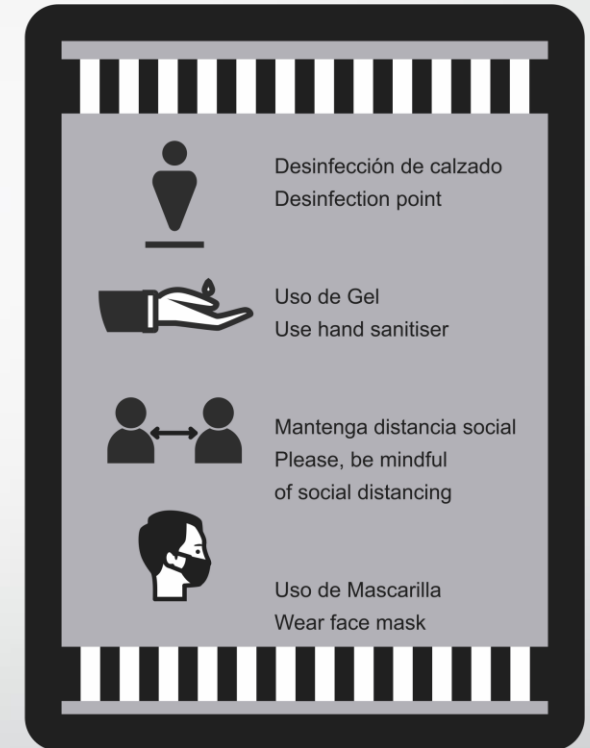 Desinfección de calzado
Desinfection point
Uso de Gel
Use hand sanitiser
Mantenga distancia social
Please, be mindful
of social distancing
Uso de Mascarilla
Wear face mask